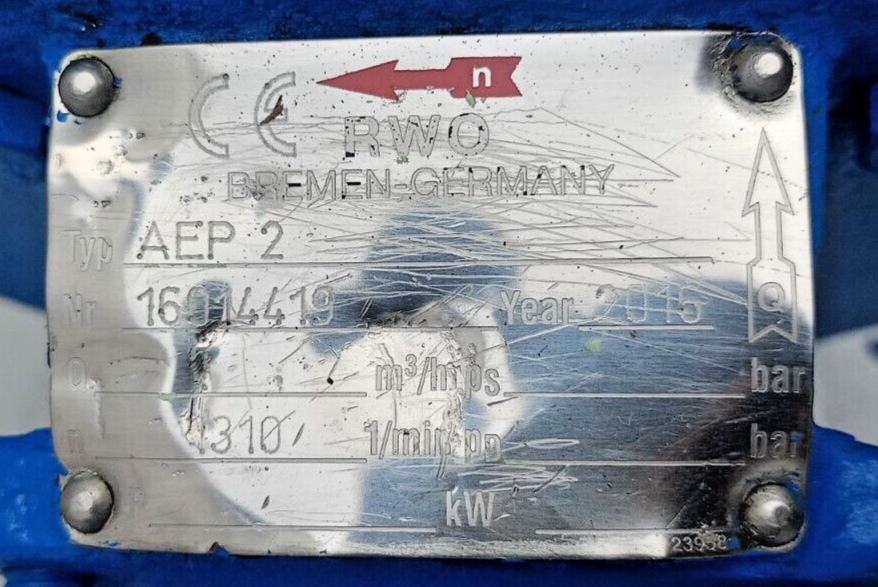 CE n
RWO
BREMEN-GERMANY
Typ AEP 2
Nr 16014419 Year 2015
Q m³/h ps bar
n 1310 1/min pp bar
P kW